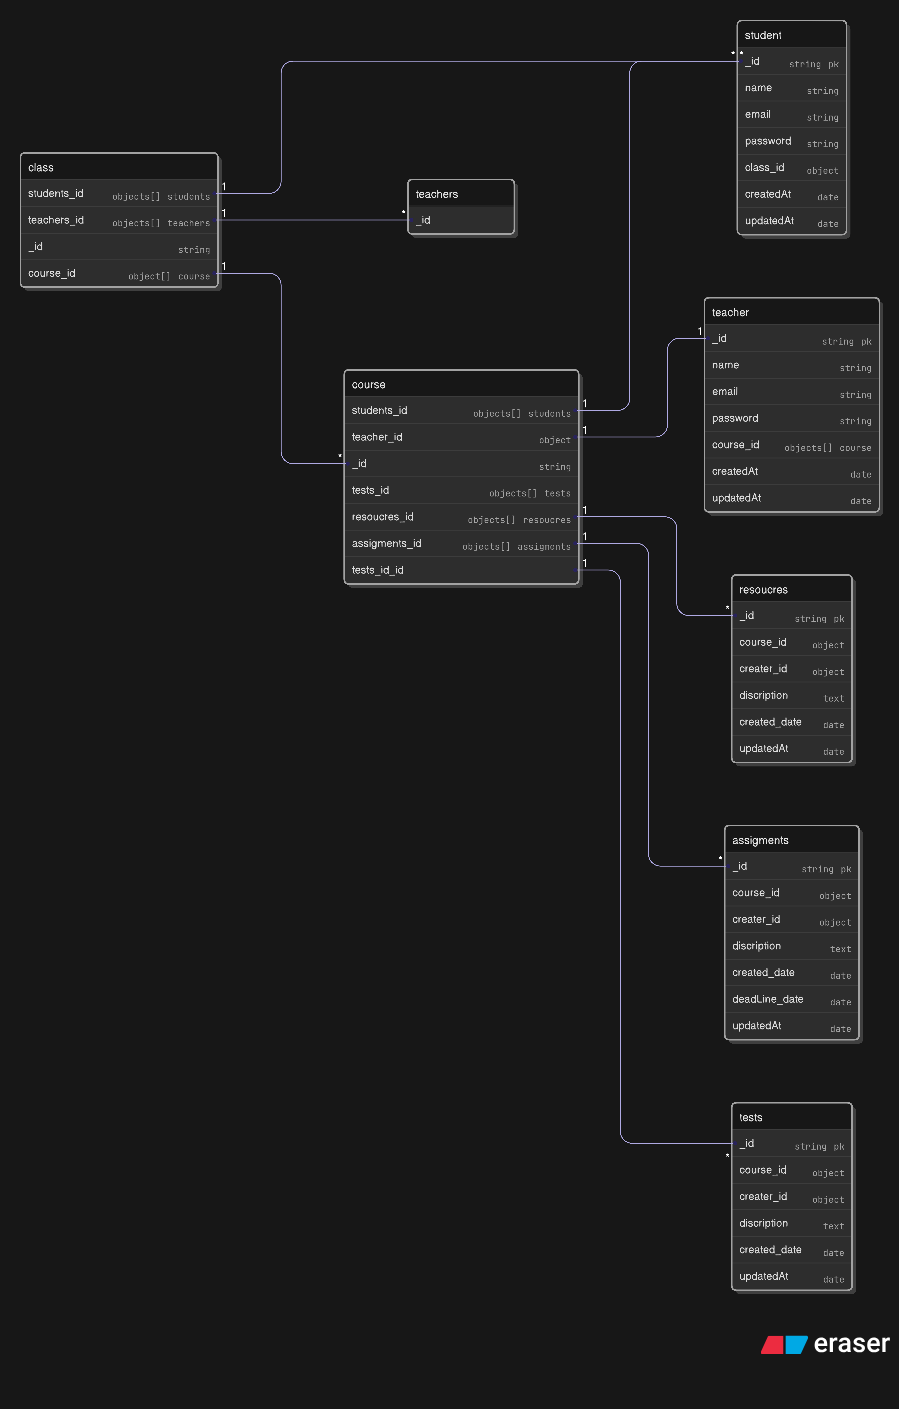 student
_id string pk
name string
email string
password string
class_id object
createdAt date
updatedAt date
class
students_id objects[] students
teachers_id objects[] teachers
_id string
course_id object[] course
1
1
1
* *
teachers
_id
*
teacher
_id string pk
name string
email string
password string
course_id objects[] course
createdAt date
updatedAt date
1
course
students_id objects[] students
teacher_id object
_id string
tests_id objects[] tests
resoucres_id objects[] resoucres
assigments_id objects[] assigments
tests_id_id
*
1
1
1
1
1
resoucres
_id string pk
course_id object
creater_id object
discription text
created_date date
updatedAt date
*
assigments
_id string pk
course_id object
creater_id object
discription text
created_date date
deadLine_date date
updatedAt date
*
tests
_id string pk
course_id object
creater_id object
discription text
created_date date
updatedAt date
*
eraser